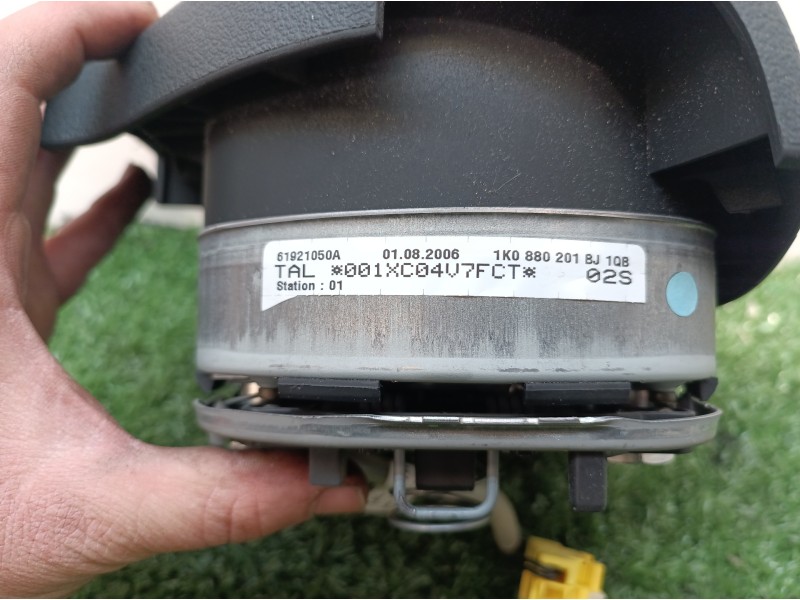 61921050A 01.08.2006 1K0 880 201 BJ 1QB
TAL *001XC04V7FCT* 02S
Station : 01